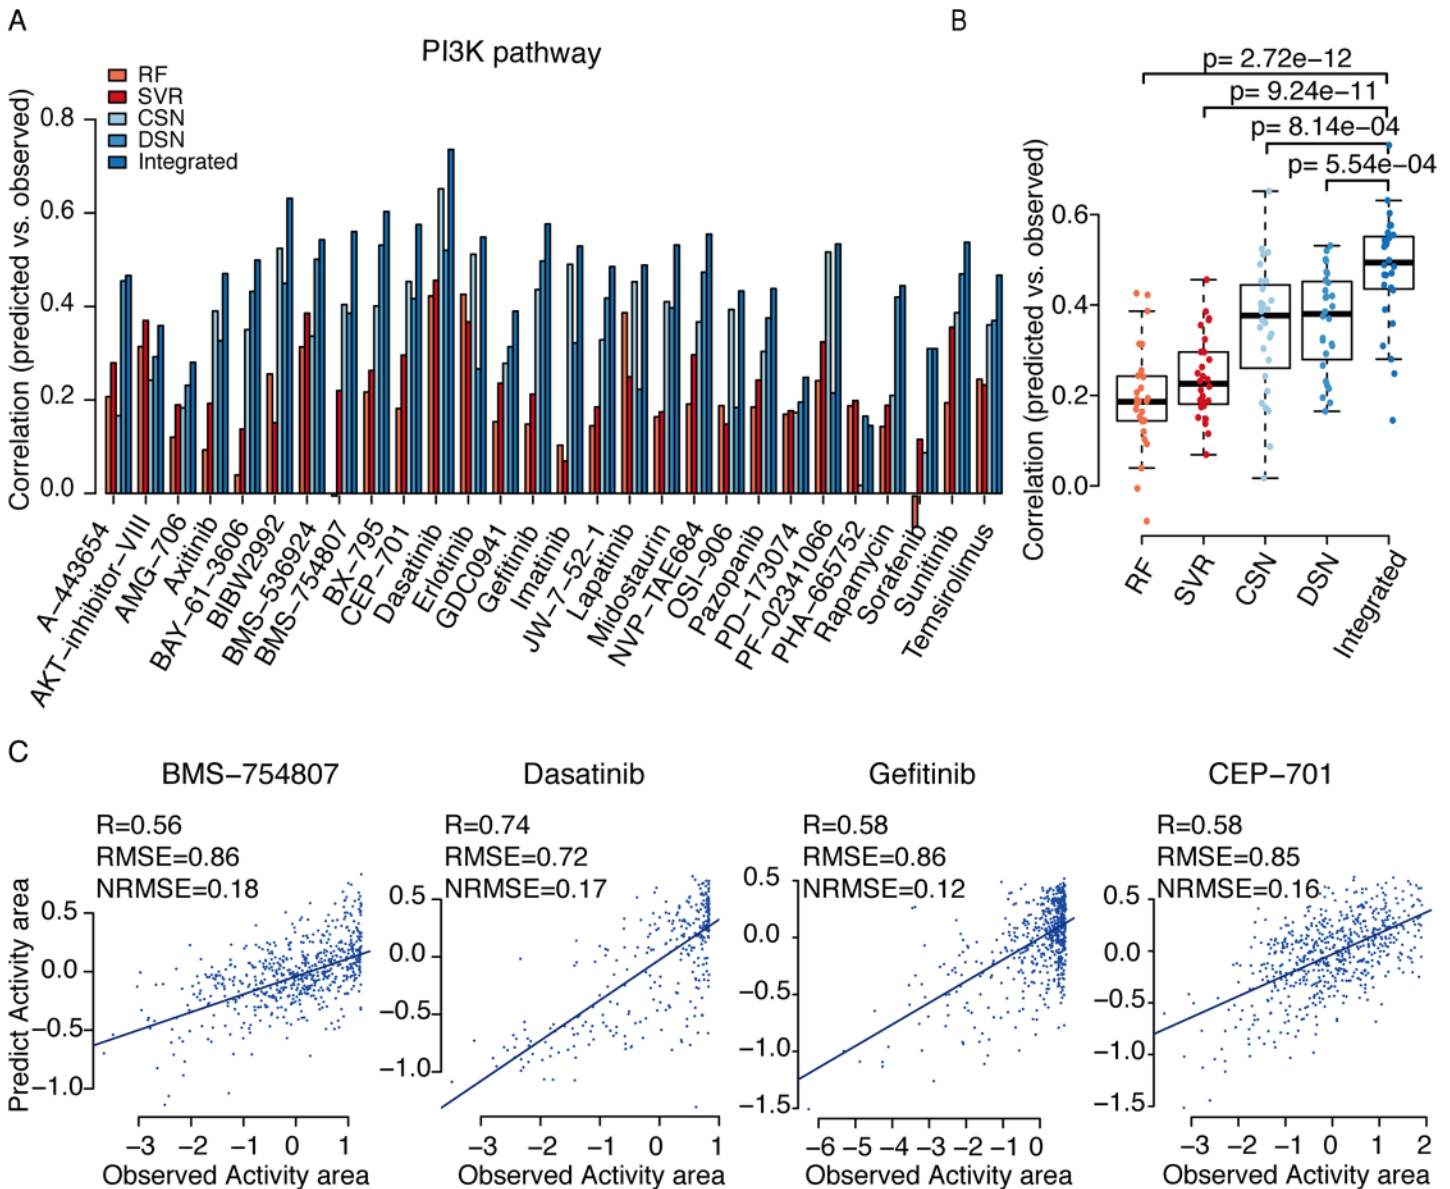 A
PI3K pathway
RF
SVR
CSN
DSN
Integrated
Correlation (predicted vs. observed)
0.8
0.6
0.4
0.2
0.0
A−443654
AKT−inhibitor−VIII
AMG−706
Axitinib
BAY−61−3606
BIBW2992
BMS−536924
BMS−754807
BX−795
CEP−701
Dasatinib
Erlotinib
GDC0941
Gefitinib
Imatinib
JW−7−52−1
Lapatinib
Midostaurin
NVP−TAE684
OSI−906
Pazopanib
PD−173074
PF−02341066
PHA−665752
Rapamycin
Sorafenib
Sunitinib
Temsirolimus
B
p= 2.72e−12
p= 9.24e−11
p= 8.14e−04
p= 5.54e−04
Correlation (predicted vs. observed)
0.6
0.4
0.2
0.0
RF
SVR
CSN
DSN
Integrated
C
BMS−754807
R=0.56
RMSE=0.86
NRMSE=0.18
Predict Activity area
0.5
0.0
−0.5
−1.0
−3 −2 −1 0 1
Observed Activity area
Dasatinib
R=0.74
RMSE=0.72
NRMSE=0.17
0.5
0.0
−0.5
−1.0
−3 −2 −1 0 1
Observed Activity area
Gefitinib
R=0.58
RMSE=0.86
NRMSE=0.12
0.5
0.0
−0.5
−1.0
−1.5
−6 −5 −4 −3 −2 −1 0
Observed Activity area
CEP−701
R=0.58
RMSE=0.85
NRMSE=0.16
0.5
0.0
−0.5
−1.0
−1.5
−3 −2 −1 0 1 2
Observed Activity area